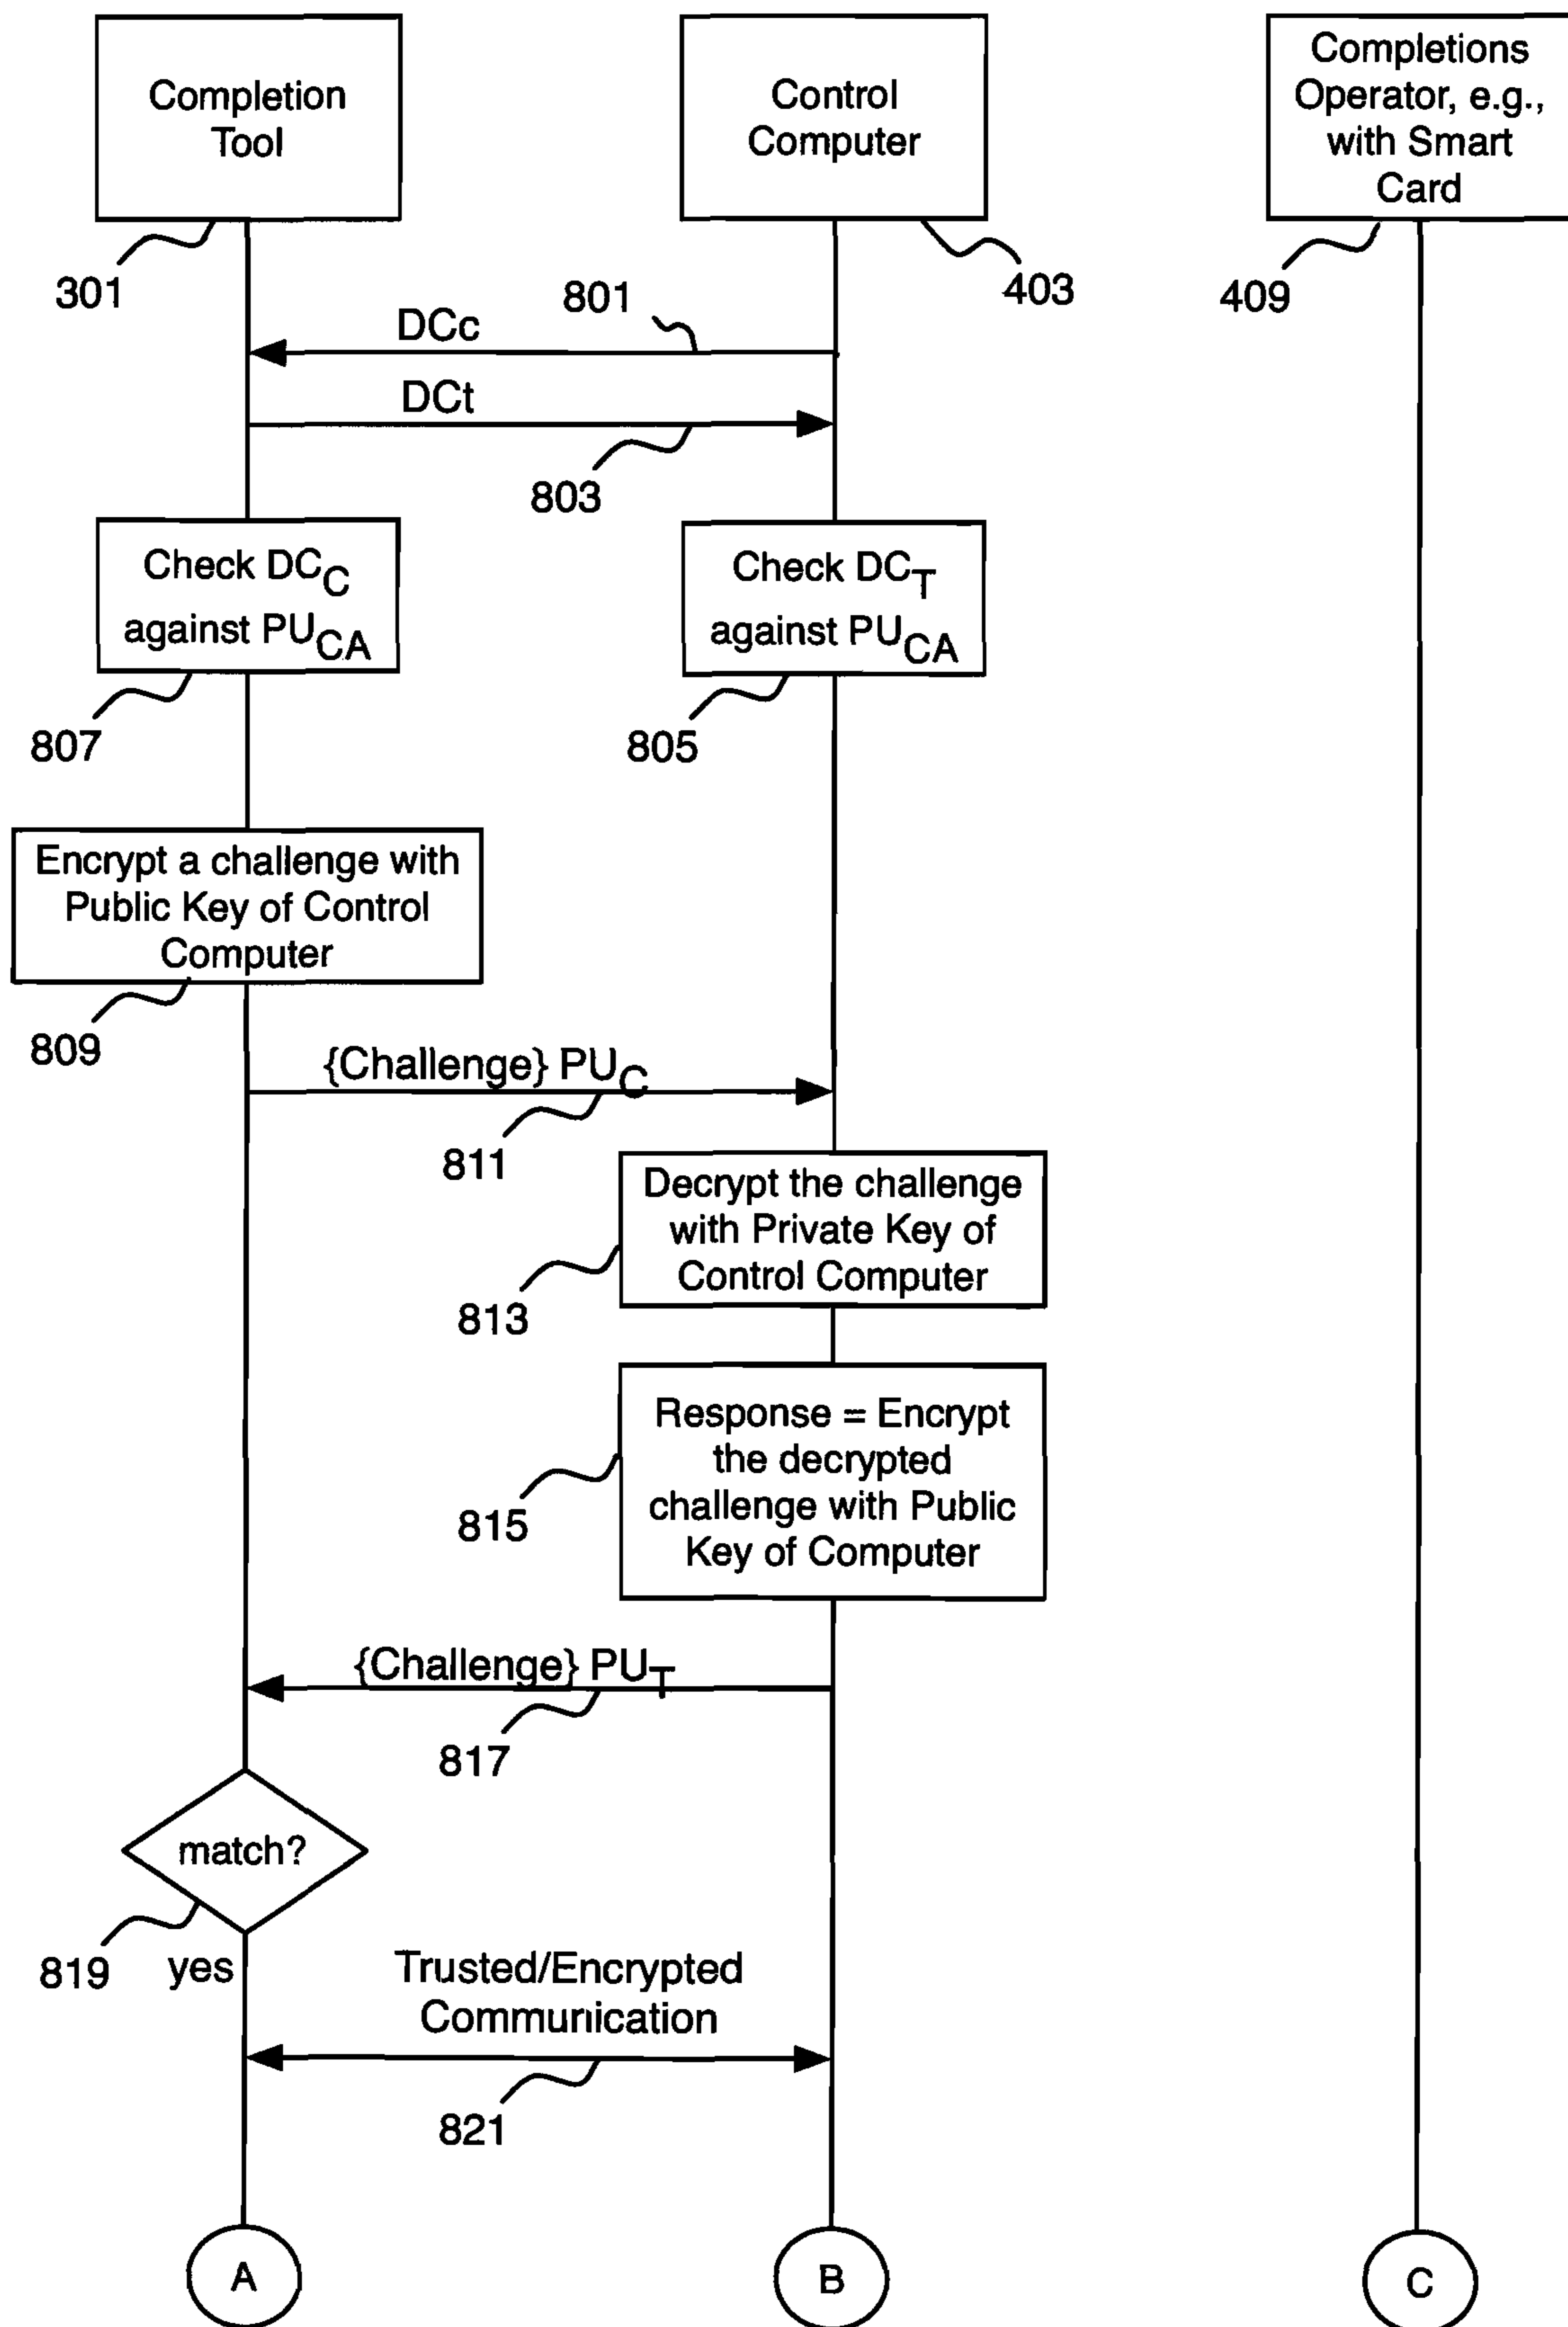 Completion
Tool
Control
Computer
Completions
Operator, e.g.,
with Smart
Card
301
801
403
409
DCc
DCt
803
Check DCC
against PUCA
Check DCT
against PUCA
807
805
Encrypt a challenge with
Public Key of Control
Computer
809
{Challenge} PUC
811
Decrypt the challenge
with Private Key of
Control Computer
813
Response = Encrypt
the decrypted
challenge with Public
Key of Computer
815
{Challenge} PUT
817
match?
819
yes
Trusted/Encrypted
Communication
821
A
B
C